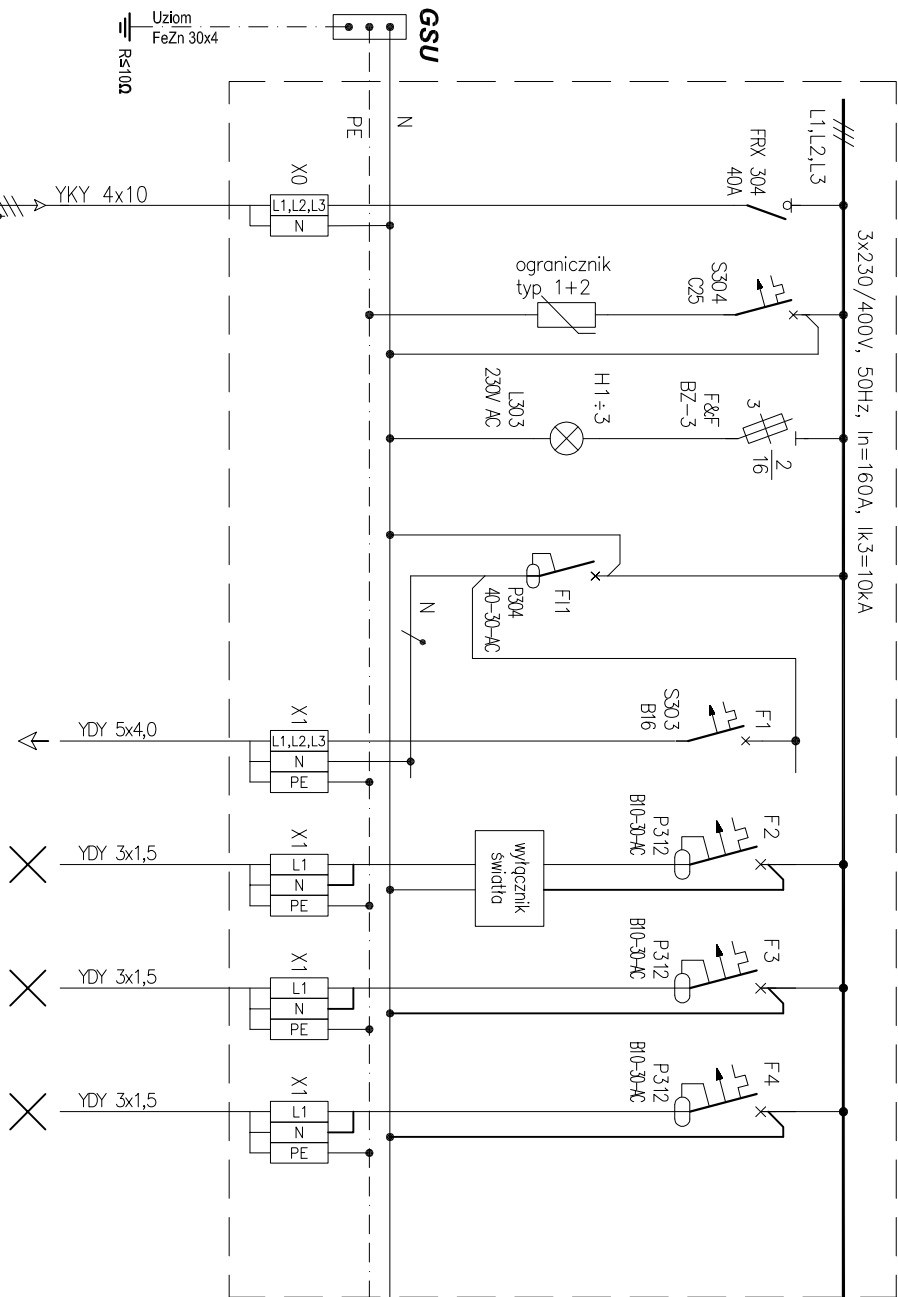 GSU
Uziom
FeZn 30x4
R≤10Ω
N
PE
L1,L2,L3
3x230/400V, 50Hz, In=160A, Ik3=10kA
FRX 304
40A
X0
L1,L2,L3
N
YKY 4x10
S304
C25
ogranicznik
typ 1+2
F&F
BZ-3
3
2
16
H1÷3
L303
230V AC
FI1
P304
40-30-AC
N
F1
S303
B16
X1
L1,L2,L3
N
PE
YDY 5x4,0
F2
P312
B10-30-AC
wyłącznik
światła
X1
L1
N
PE
YDY 3x1,5
F3
P312
B10-30-AC
X1
L1
N
PE
YDY 3x1,5
F4
P312
B10-30-AC
X1
L1
N
PE
YDY 3x1,5